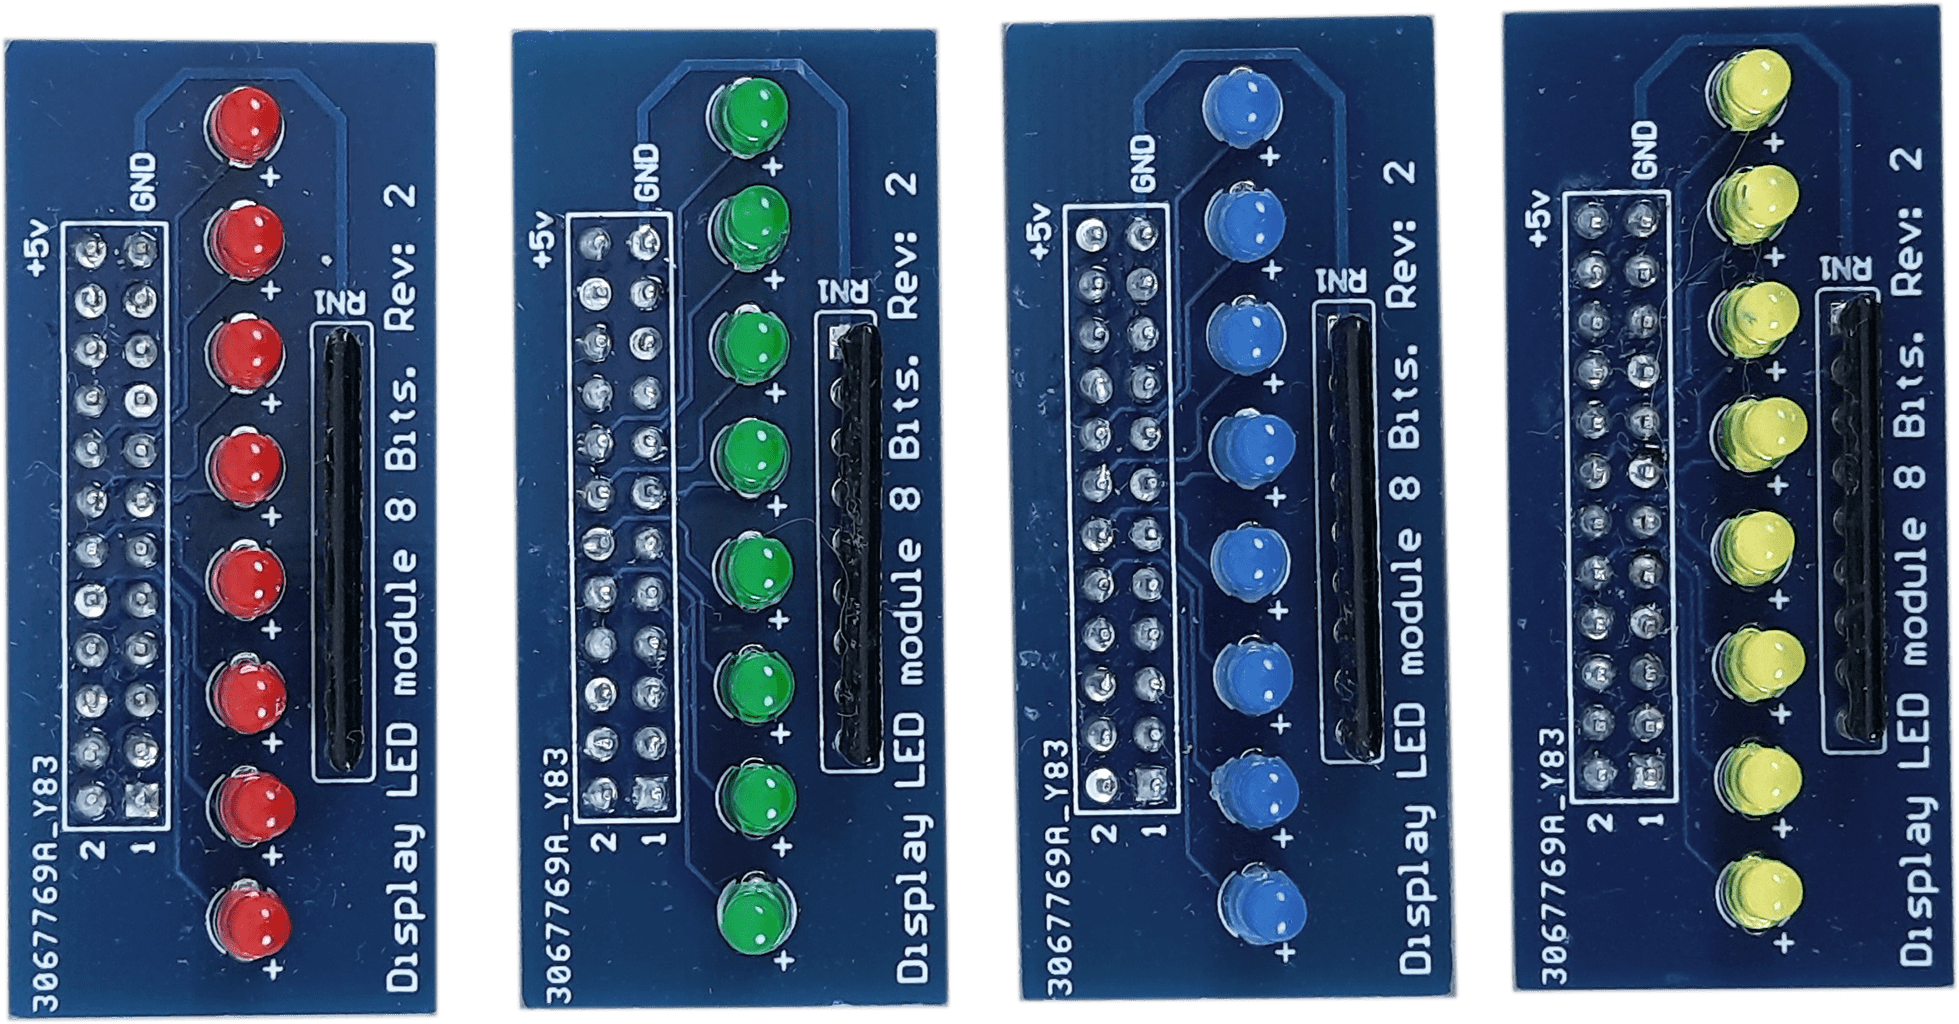 3067769A_Y83
+5v
2
1
GND
RN1
Display LED module 8 Bits. Rev: 2
3067769A_Y83
+5v
2
1
GND
RN1
Display LED module 8 Bits. Rev: 2
3067769A_Y83
+5v
2
1
GND
RN1
Display LED module 8 Bits. Rev: 2
3067769A_Y83
+5v
2
1
GND
RN1
Display LED module 8 Bits. Rev: 2